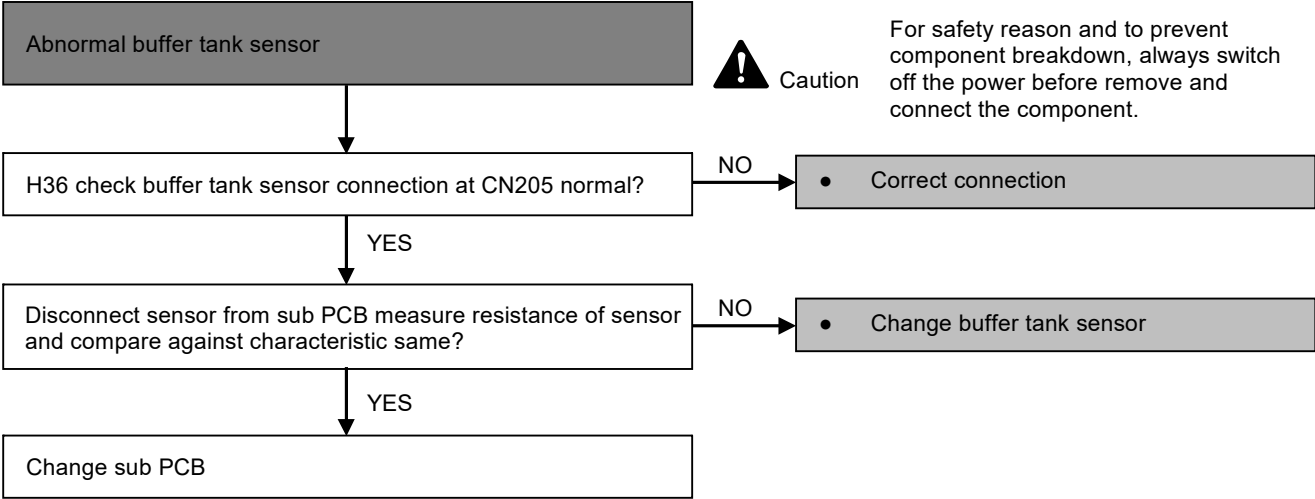 Abnormal buffer tank sensor
Caution
For safety reason and to prevent
component breakdown, always switch
off the power before remove and
connect the component.
H36 check buffer tank sensor connection at CN205 normal?
NO
● Correct connection
YES
Disconnect sensor from sub PCB measure resistance of sensor
and compare against characteristic same?
NO
● Change buffer tank sensor
YES
Change sub PCB